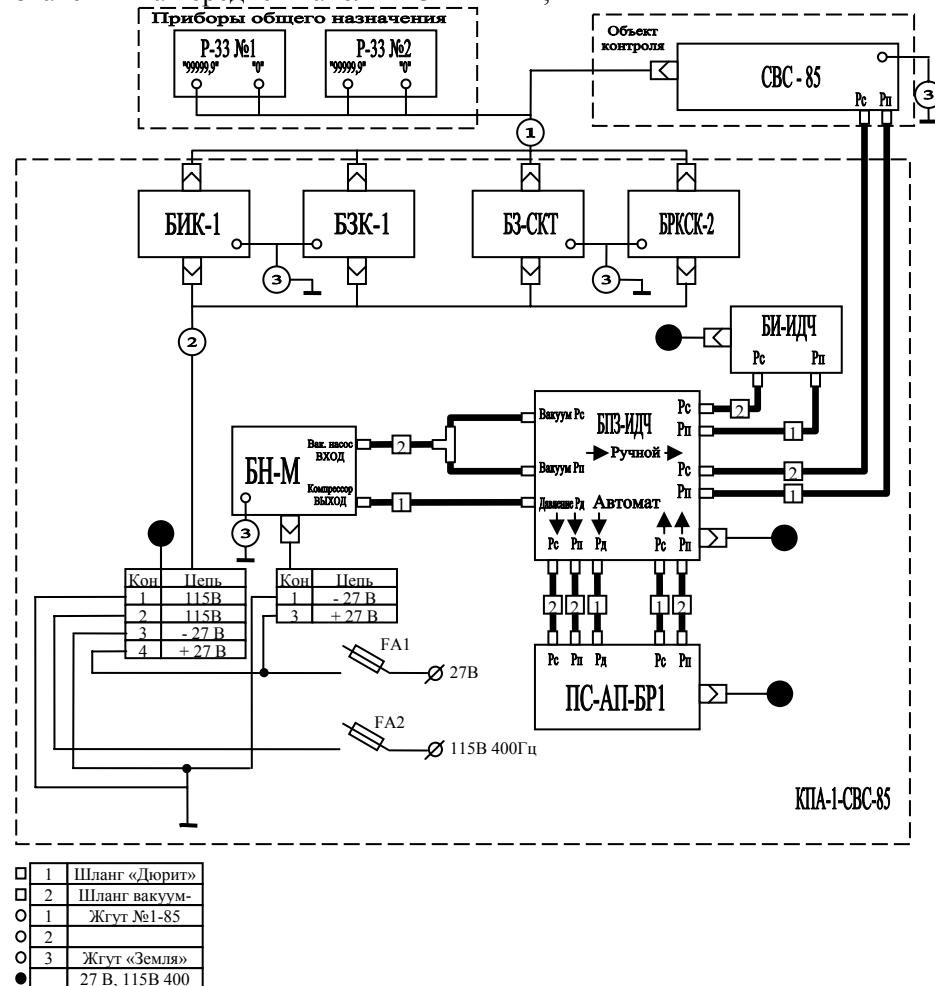 Приборы общего назначения
Р-33 №1
"99999,9" "0"
Р-33 №2
"99999,9" "0"
Объект
контроля
СВС - 85
Рс Рп
3
1
БИК-1
БЗК-1
БЗ-СКТ
БРКСК-2
3
3
2
БИ-ИДЧ
Рс Рп
2
1
БН-М
Вак. насос
ВХОД
Компрессор
ВЫХОД
3
2
1
Вакуум Рс
БПЗ-ИДЧ
Рс
Рп
Ручной
Вакуум Рп
Рс
Рп
Давление Рд
Автомат
Рс Рп Рд Рс Рп
2
1
2 2 1 1 2
Рс Рп Рд Рс Рп
ПС-АП-БР1
Кон Цепь
1 115В
2 115В
3 - 27 В
4 + 27 В
Кон Цепь
1 - 27 В
3 + 27 В
FA1
27В
FA2
115В 400Гц
КПА-1-СВС-85
1 Шланг «Дюрит»
2 Шланг вакуум-
1 Жгут №1-85
2
3 Жгут «Земля»
27 В, 115В 400